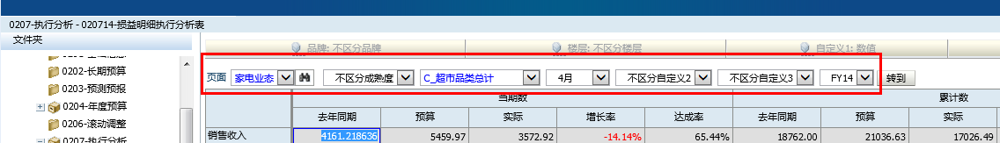 0207-执行分析 - 020714-损益明细执行分析表
文件夹
品牌: 不区分品牌 楼层: 不区分楼层 自定义1: 数值
0202-长期预算
0203-预测预报
0204-年度预算
0206-滚动调整
0207-执行分析
页面 家电业态 不区分成熟度 C_超市品类总计 4月 不区分自定义2 不区分自定义3 FY14 转到
当期数 累计数
去年同期 预算 实际 增长率 达成率 去年同期 预算 实际
销售收入 4161.218636 5459.97 3572.92 -14.14% 65.44% 18762.00 21036.63 17026.49